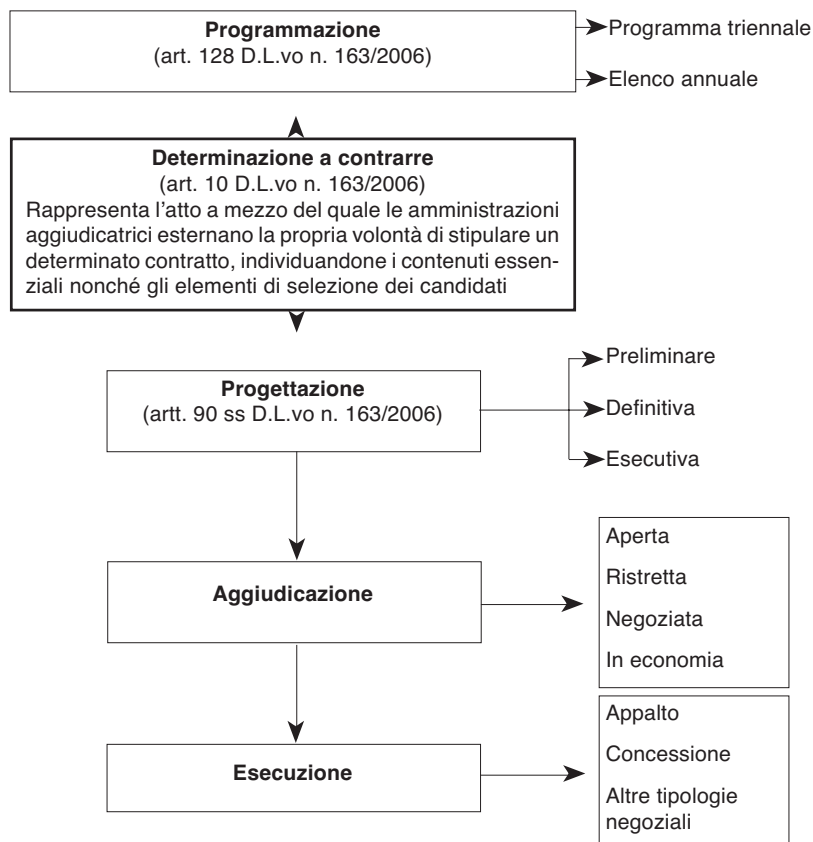 Programmazione
(art. 128 D.L.vo n. 163/2006)
Programma triennale
Elenco annuale
Determinazione a contrarre
(art. 10 D.L.vo n. 163/2006)
Rappresenta l’atto a mezzo del quale le amministrazioni
aggiudicatrici esternano la propria volontà di stipulare un
determinato contratto, individuandone i contenuti essen-
ziali nonché gli elementi di selezione dei candidati
Progettazione
(artt. 90 ss D.L.vo n. 163/2006)
Preliminare
Definitiva
Esecutiva
Aggiudicazione
Aperta
Ristretta
Negoziata
In economia
Esecuzione
Appalto
Concessione
Altre tipologie
negoziali